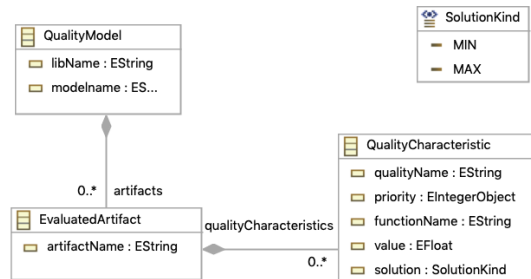 QualityModel
libName : EString
modelname : ES...
SolutionKind
MIN
MAX
0..* artifacts
EvaluatedArtifact
artifactName : EString
qualityCharacteristics
0..*
QualityCharacteristic
qualityName : EString
priority : EIntegerObject
functionName : EString
value : EFloat
solution : SolutionKind